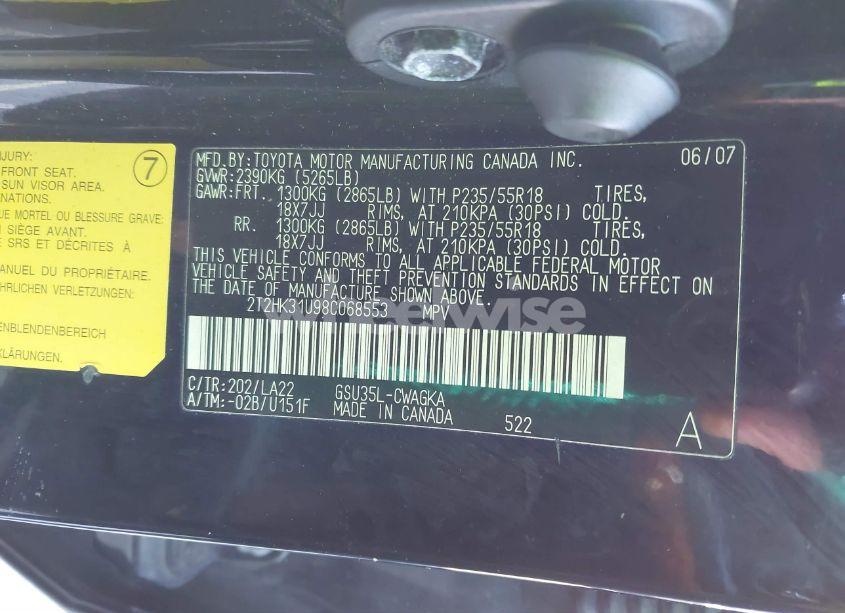 NJURY:
FRONT SEAT.
SUN VISOR AREA.
NATIONS.
UE MORTEL OU BLESSURE GRAVE:
N SIÈGE AVANT.
E SRS ET DÉCRITES À
ANUEL DU PROPRIÉTAIRE.
HRLICHEN VERLETZUNGEN:
ENBLENDENBEREICH
KLÄRUNGEN.
7
MFD.BY:TOYOTA MOTOR MANUFACTURING CANADA INC. 06/07
GVWR:2390KG (5265LB)
GAWR:FRT. 1300KG (2865LB) WITH P235/55R18 TIRES,
18X7JJ RIMS, AT 210KPA (30PSI) COLD.
RR. 1300KG (2865LB) WITH P235/55R18 TIRES,
18X7JJ RIMS, AT 210KPA (30PSI) COLD.
THIS VEHICLE CONFORMS TO ALL APPLICABLE FEDERAL MOTOR
VEHICLE SAFETY AND THEFT PREVENTION STANDARDS IN EFFECT ON
THE DATE OF MANUFACTURE SHOWN ABOVE.
2T2HK31U98C068553 MPV
C/TR:202/LA22 GSU35L-CWAGKA
A/TM:-02B/U151F MADE IN CANADA 522
A